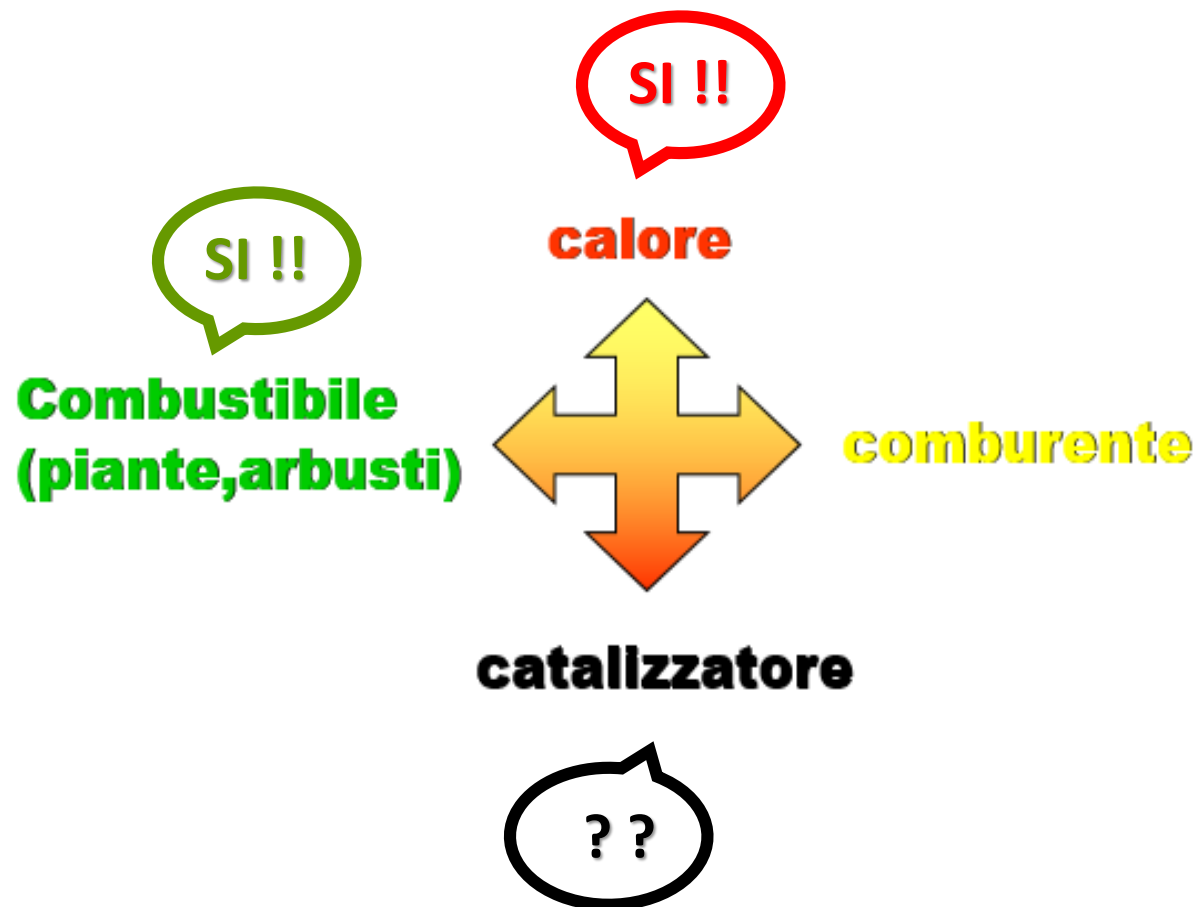 SI !!
calore
SI !!
Combustibile
(piante,arbusti)
comburente
catalizzatore
? ?